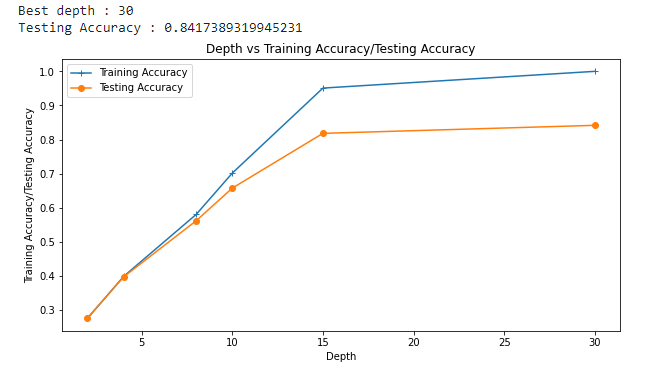 Best depth : 30
Testing Accuracy : 0.8417389319945231
Depth vs Training Accuracy/Testing Accuracy
Training Accuracy
Testing Accuracy
Training Accuracy/Testing Accuracy
1.0
0.9
0.8
0.7
0.6
0.5
0.4
0.3
5 10 15 20 25 30
Depth